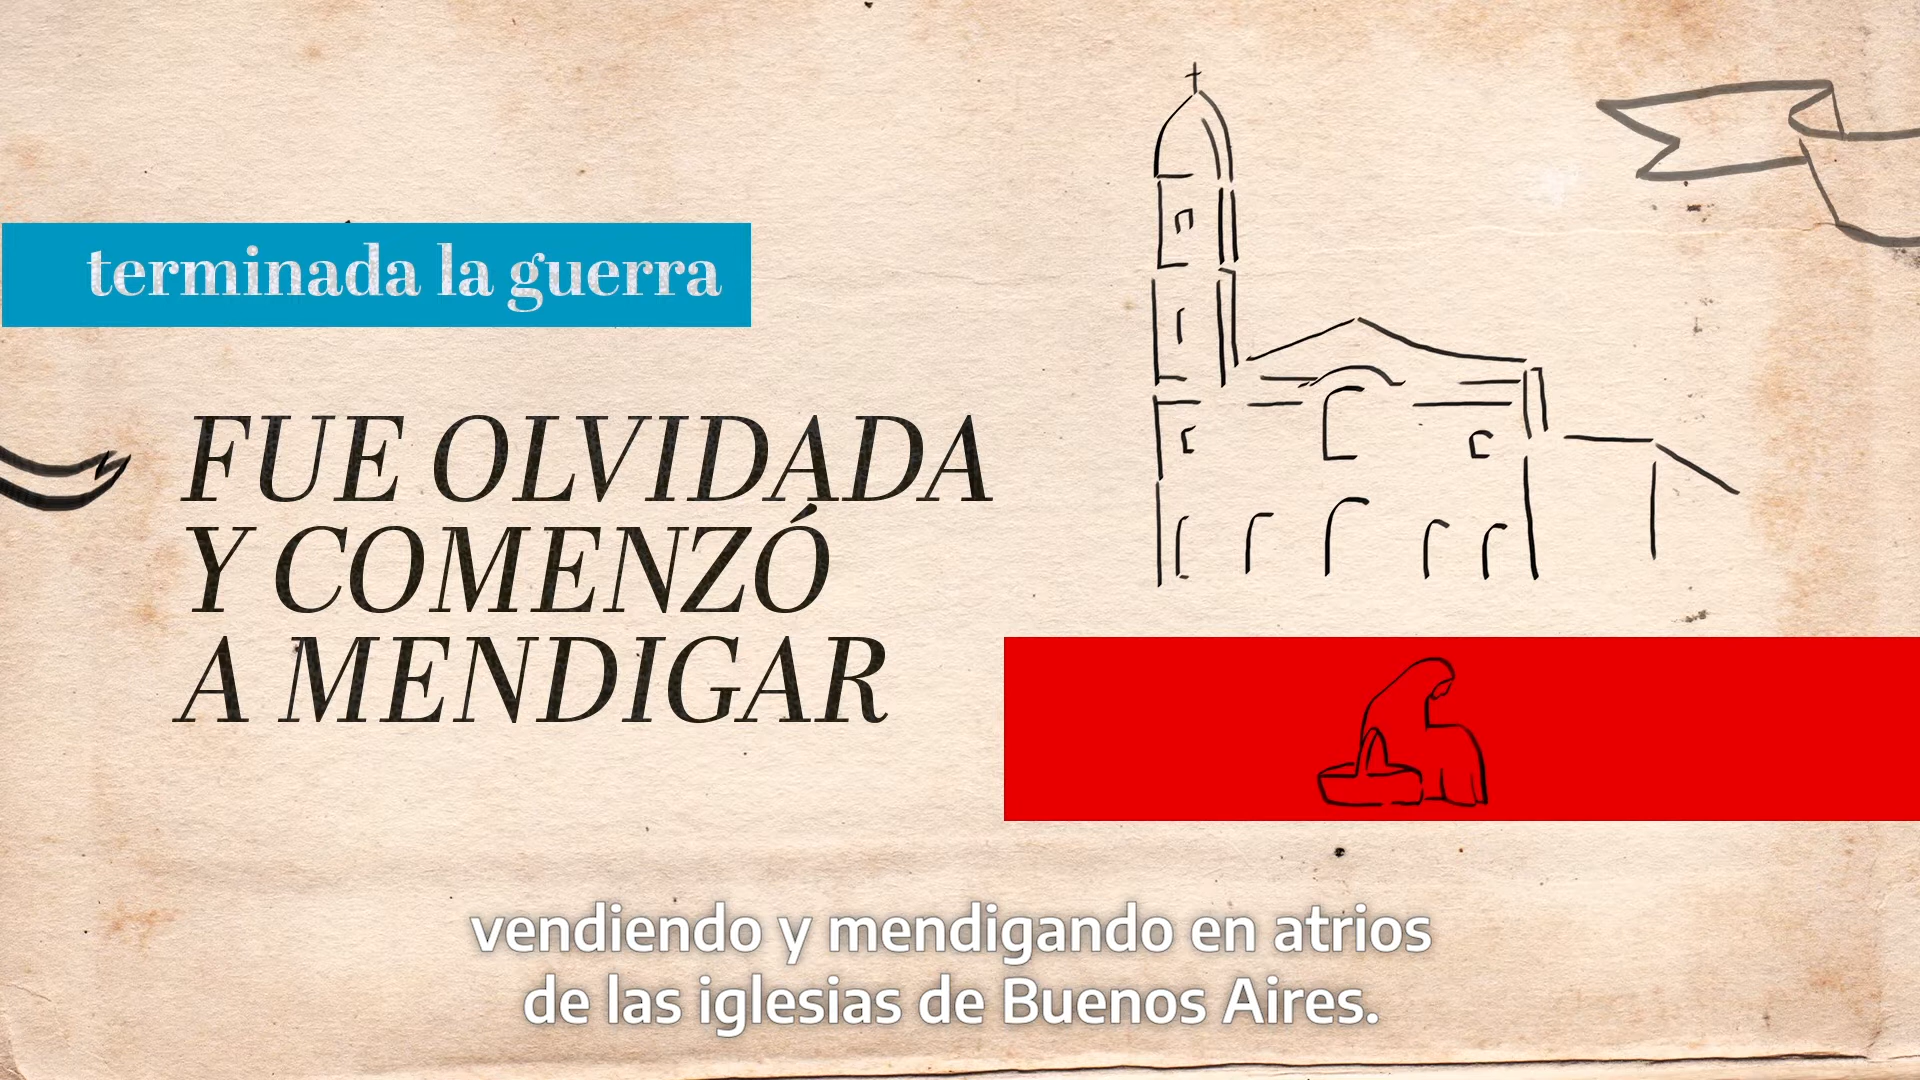 terminada la guerra
FUE OLVIDADA
Y COMENZÓ
A MENDIGAR
vendiendo y mendigando en atrios
de las iglesias de Buenos Aires.